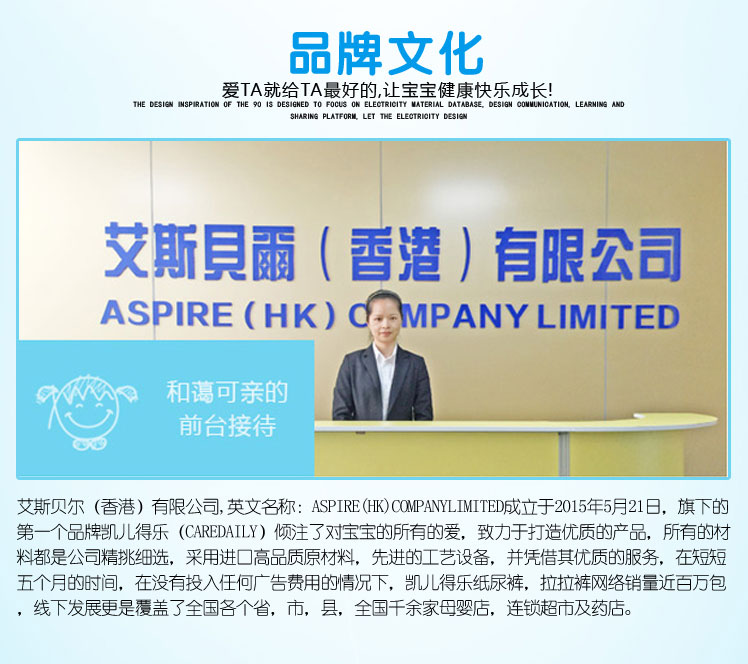 品牌文化
爱TA就给TA最好的,让宝宝健康快乐成长!
THE DESIGN INSPIRATION OF THE 90 IS DESIGNED TO FOCUS ON ELECTRICITY MATERIAL DATABASE, DESIGN COMMUNICATION, LEARNING AND
SHARING PLATFORM, LET THE ELECTRICITY DESIGN
艾斯貝爾（香港）有限公司
ASPIRE (HK) COMPANY LIMITED
和蔼可亲的
前台接待
艾斯贝尔（香港）有限公司,英文名称: ASPIRE(HK)COMPANYLIMITED成立于2015年5月21日，旗下的
第一个品牌凯儿得乐（CAREDAILY）倾注了对宝宝的所有的爱，致力于打造优质的产品，所有的材
料都是公司精挑细选，采用进口高品质原材料，先进的工艺设备，并凭借其优质的服务，在短短
五个月的时间，在没有投入任何广告费用的情况下，凯儿得乐纸尿裤，拉拉裤网络销量近百万包
，线下发展更是覆盖了全国各个省，市，县，全国千余家母婴店，连锁超市及药店。